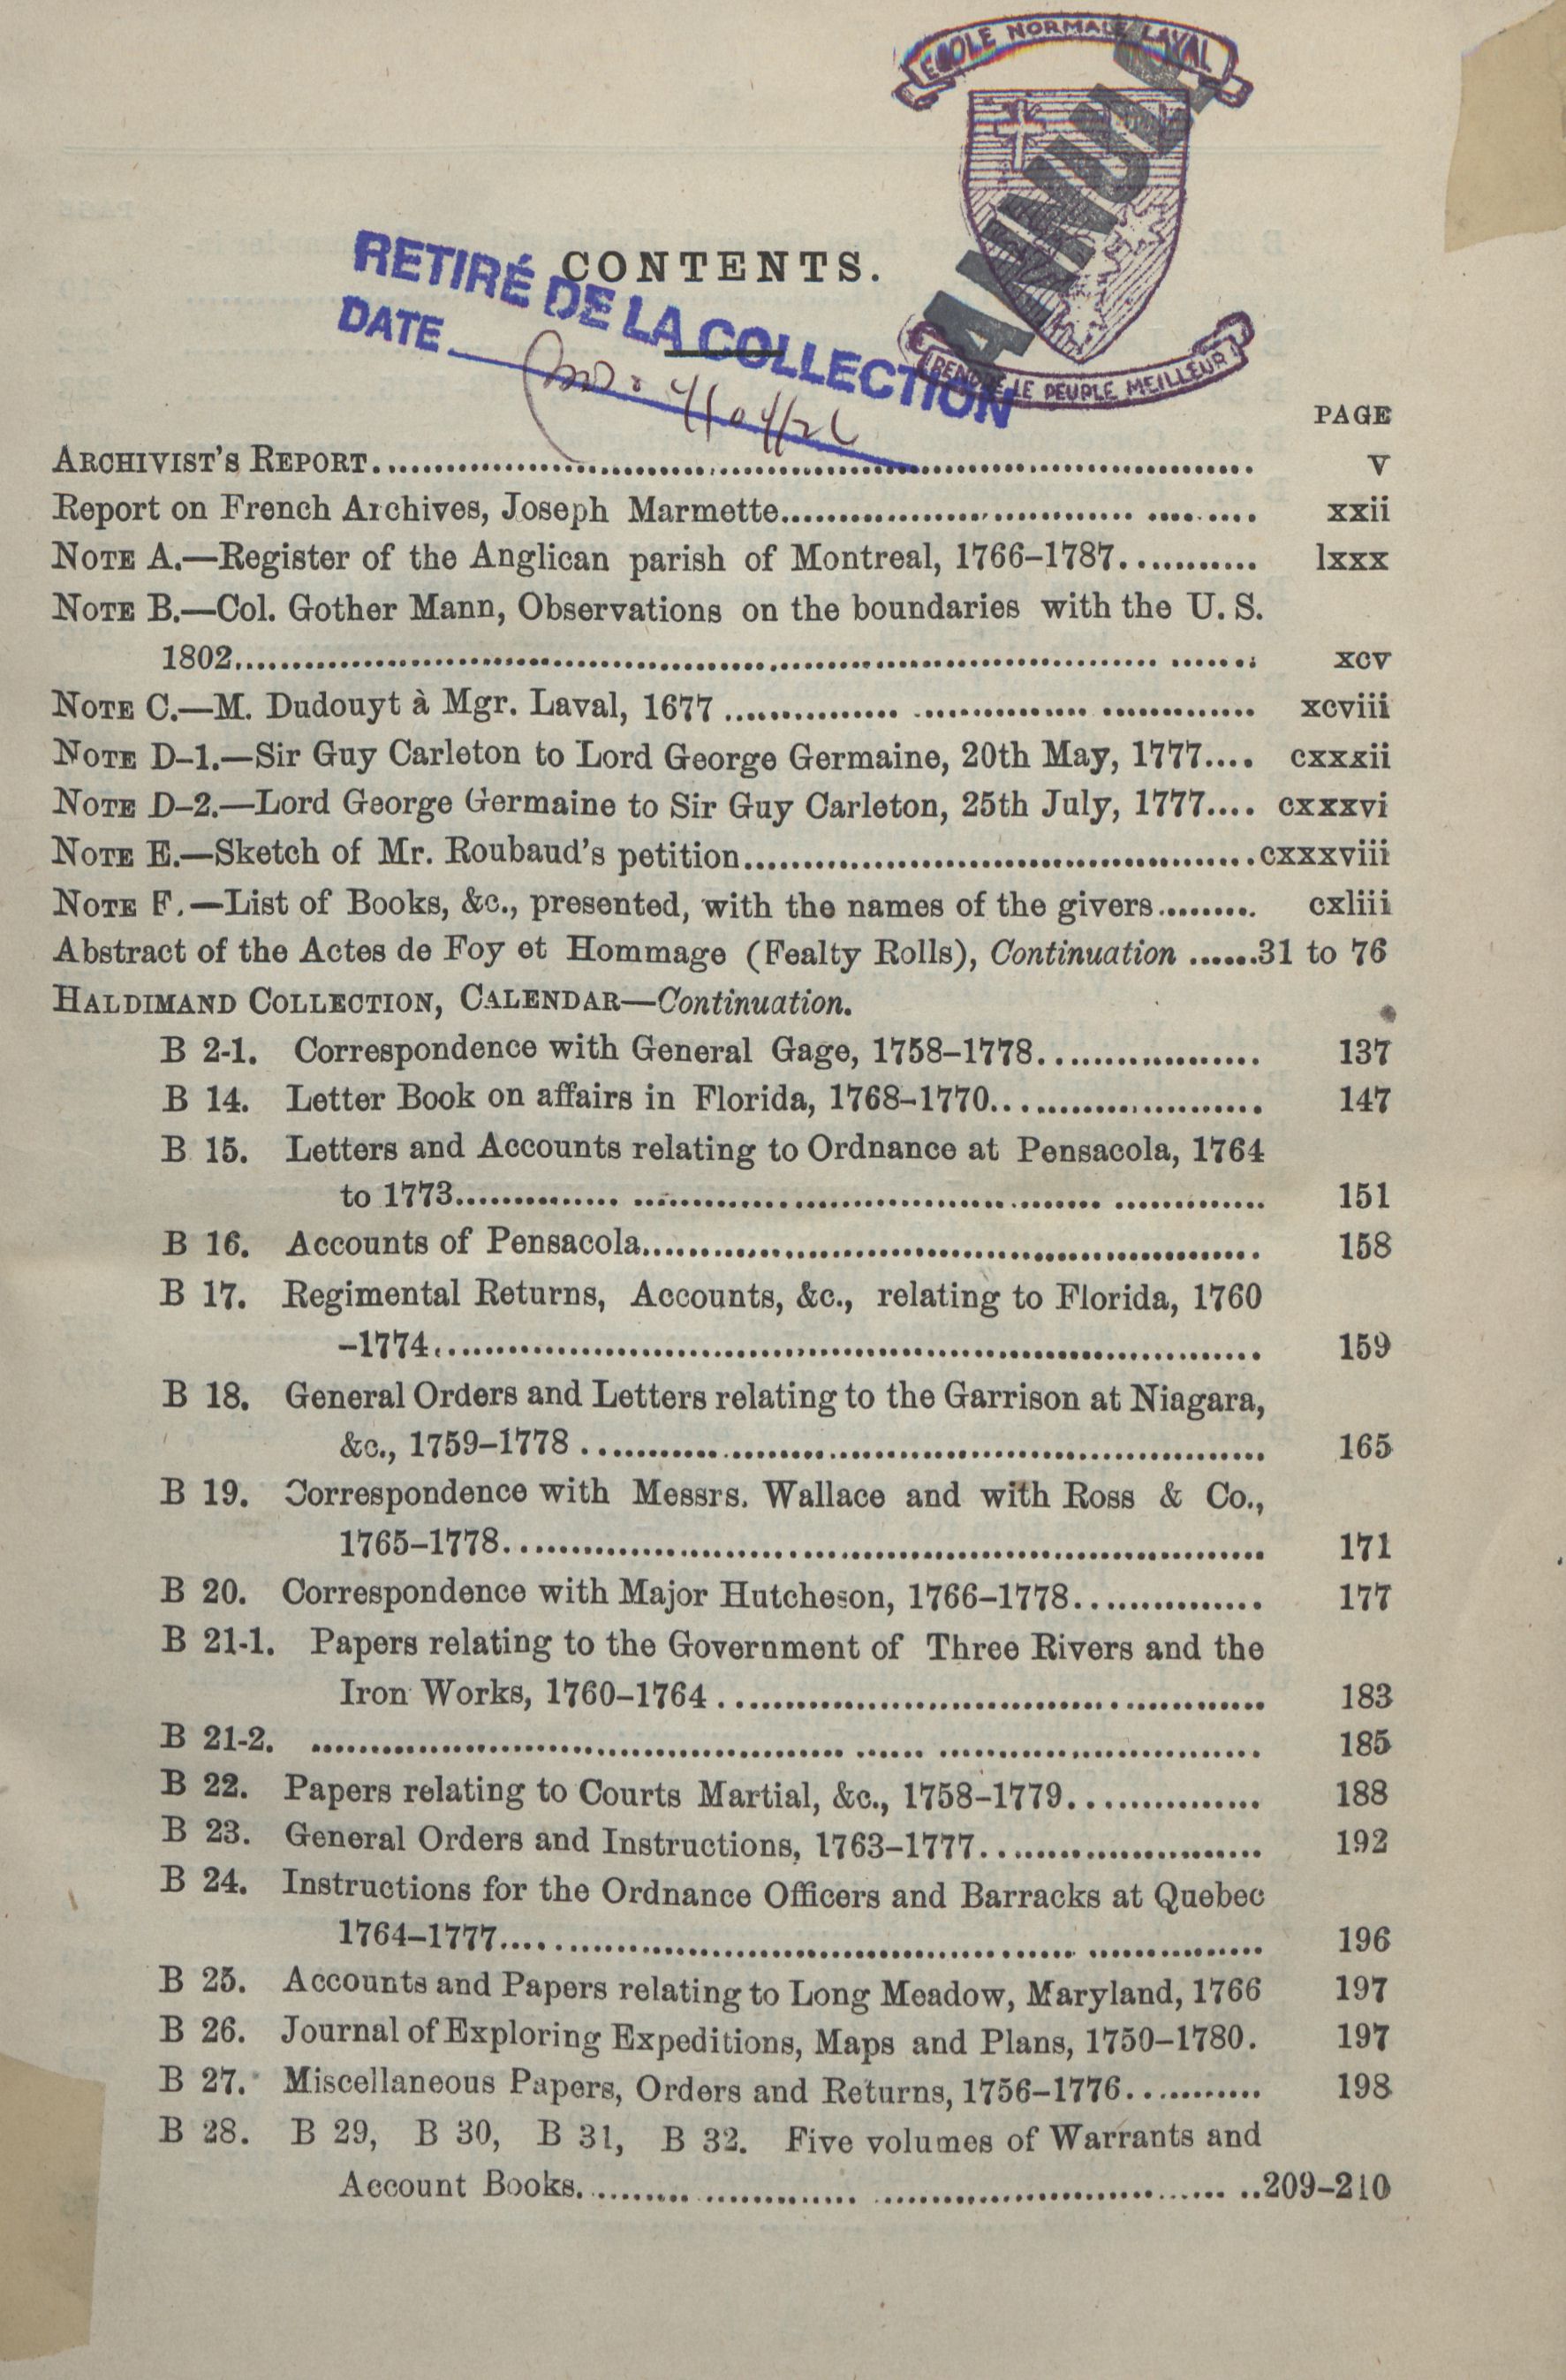 ECOLE NORMALE LAVAL
ANNULÉ
RENDRE LE PEUPLE MEILLEUR
CONTENTS.
RETIRÉ DE LA COLLECTION
DATE
PAGE
ARCHIVIST'S REPORT.................... V
Report on French Archives, Joseph Marmette.................... xxii
NOTE A.—Register of the Anglican parish of Montreal, 1766–1787............ lxxx
NOTE B.—Col. Gother Mann, Observations on the boundaries with the U. S.
1802.................... xcv
NOTE C.—M. Dudouyt à Mgr. Laval, 1677 .................... xcviii
NOTE D–1.—Sir Guy Carleton to Lord George Germaine, 20th May, 1777.... cxxxii
NOTE D–2.—Lord George Germaine to Sir Guy Carleton, 25th July, 1777.... cxxxvi
NOTE E.—Sketch of Mr. Roubaud's petition....................cxxxviii
NOTE F.—List of Books, &c., presented, with the names of the givers......... cxliii
Abstract of the Actes de Foy et Hommage (Fealty Rolls), Continuation ......31 to 76
HALDIMAND COLLECTION, CALENDAR—Continuation.
B 2-1. Correspondence with General Gage, 1758–1778.................... 137
B 14. Letter Book on affairs in Florida, 1768–1770.................... 147
B 15. Letters and Accounts relating to Ordnance at Pensacola, 1764
to 1773.................... 151
B 16. Accounts of Pensacola.................... 158
B 17. Regimental Returns, Accounts, &c., relating to Florida, 1760
–1774.................... 159
B 18. General Orders and Letters relating to the Garrison at Niagara,
&c., 1759–1778 .................... 165
B 19. Correspondence with Messrs. Wallace and with Ross & Co.,
1765–1778.................... 171
B 20. Correspondence with Major Hutcheson, 1766–1778............... 177
B 21-1. Papers relating to the Government of Three Rivers and the
Iron Works, 1760–1764 .................... 183
B 21-2. .................... 185
B 22. Papers relating to Courts Martial, &c., 1758–1779............... 188
B 23. General Orders and Instructions, 1763–1777.................... 192
B 24. Instructions for the Ordnance Officers and Barracks at Quebec
1764–1777.................... 196
B 25. Accounts and Papers relating to Long Meadow, Maryland, 1766 197
B 26. Journal of Exploring Expeditions, Maps and Plans, 1750–1780. 197
B 27. Miscellaneous Papers, Orders and Returns, 1756–1776............ 198
B 28. B 29, B 30, B 31, B 32. Five volumes of Warrants and
Account Books....................209–210